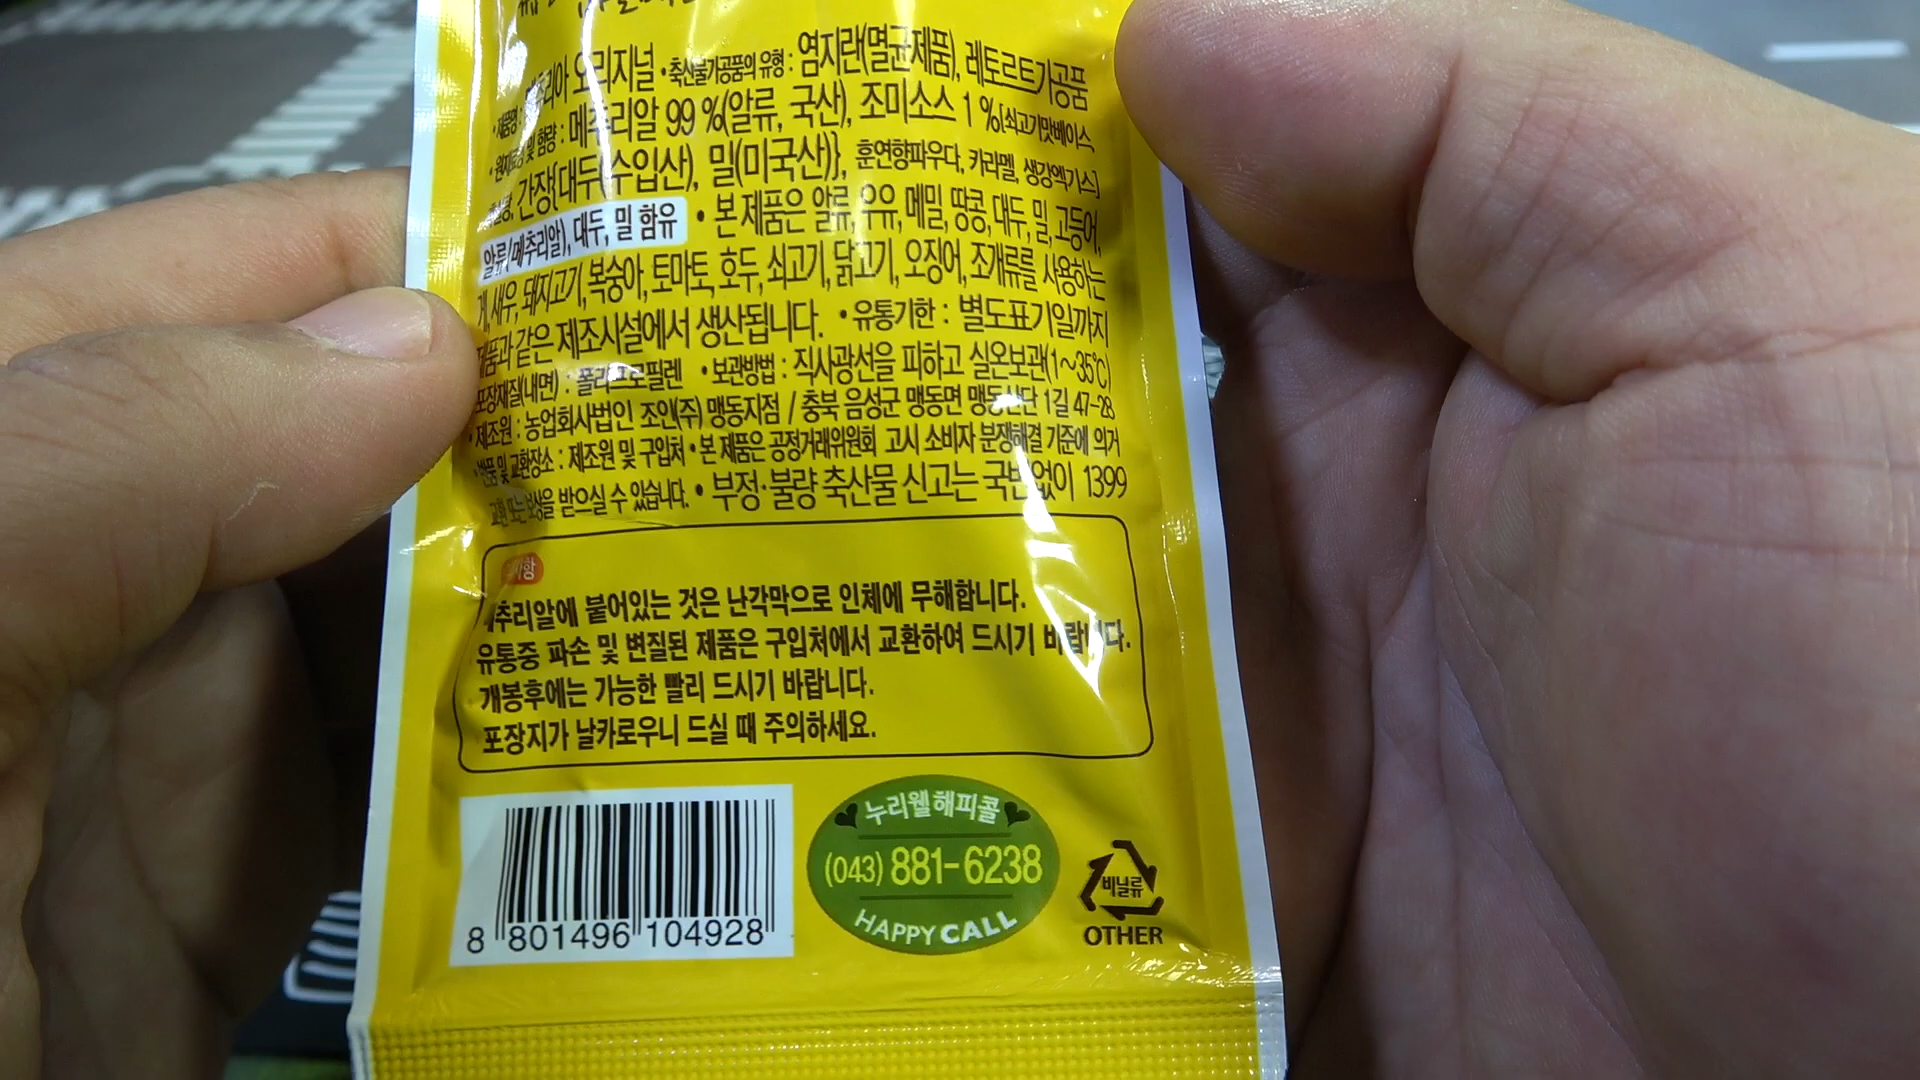 오리지널 • 축산물가공품의 유형 : 염지란(멸균제품), 레토르트가공품
• 원재료명 및 함량 : 메추리알 99 %(알류, 국산), 조미소스 1 %[쇠고기맛베이스,
간장{대두(수입산), 밀(미국산)}, 훈연향파우다, 카라멜, 생강엑기스]
알류(메추리알), 대두, 밀 함유 • 본 제품은 알류, 우유, 메밀, 땅콩, 대두, 밀, 고등어,
게, 새우, 돼지고기, 복숭아, 토마토, 호두, 쇠고기, 닭고기, 오징어, 조개류를 사용하는
제품과 같은 제조시설에서 생산됩니다. • 유통기한 : 별도표기일까지
포장재질(내면) : 폴리프로필렌 • 보관방법 : 직사광선을 피하고 실온보관(1~35℃)
• 제조원 : 농업회사법인 조인(주) 맹동지점 / 충북 음성군 맹동면 맹동산단 1길 47-28
• 반품 및 교환장소 : 제조원 및 구입처 • 본 제품은 공정거래위원회 고시 소비자 분쟁해결 기준에 의거
교환 또는 보상을 받으실 수 있습니다. • 부정·불량 축산물 신고는 국번없이 1399
메추리알에 붙어있는 것은 난각막으로 인체에 무해합니다.
유통중 파손 및 변질된 제품은 구입처에서 교환하여 드시기 바랍니다.
개봉후에는 가능한 빨리 드시기 바랍니다.
포장지가 날카로우니 드실 때 주의하세요.
누리웰해피콜
(043) 881-6238
HAPPY CALL
비닐류
OTHER
8 801496 104928